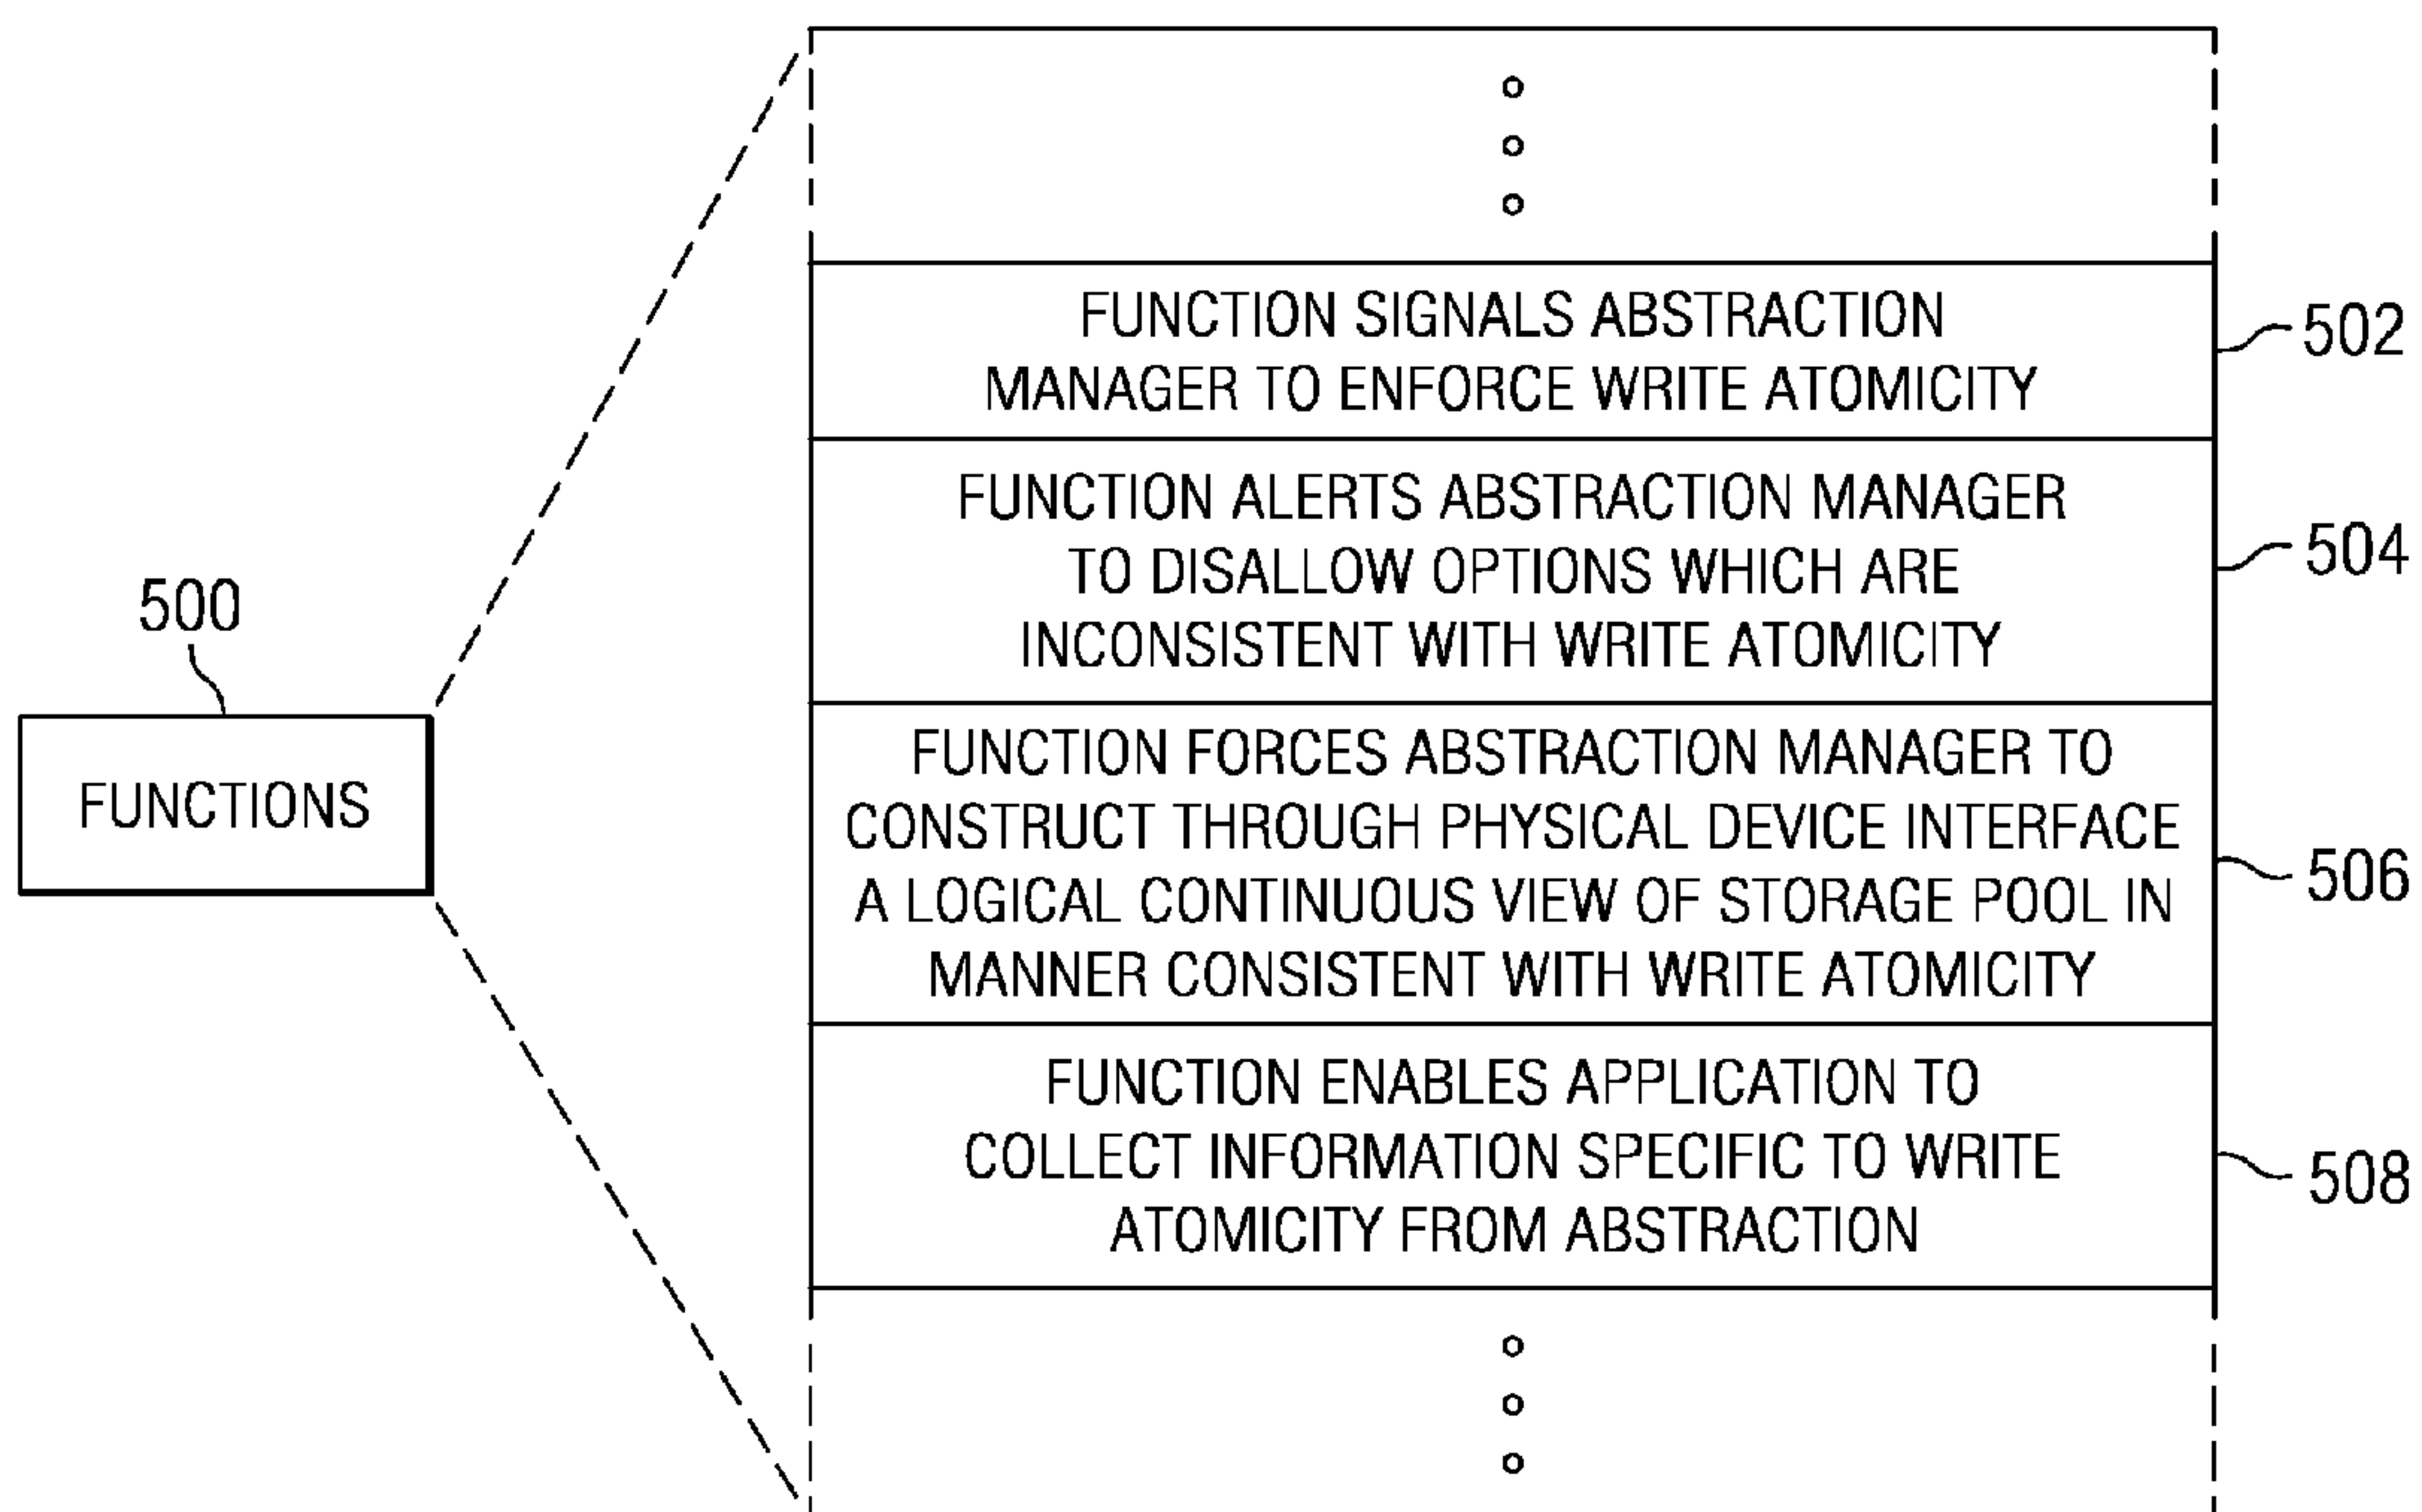 500
FUNCTIONS
FUNCTION SIGNALS ABSTRACTION
MANAGER TO ENFORCE WRITE ATOMICITY
502
FUNCTION ALERTS ABSTRACTION MANAGER
TO DISALLOW OPTIONS WHICH ARE
INCONSISTENT WITH WRITE ATOMICITY
504
FUNCTION FORCES ABSTRACTION MANAGER TO
CONSTRUCT THROUGH PHYSICAL DEVICE INTERFACE
A LOGICAL CONTINUOUS VIEW OF STORAGE POOL IN
MANNER CONSISTENT WITH WRITE ATOMICITY
506
FUNCTION ENABLES APPLICATION TO
COLLECT INFORMATION SPECIFIC TO WRITE
ATOMICITY FROM ABSTRACTION
508